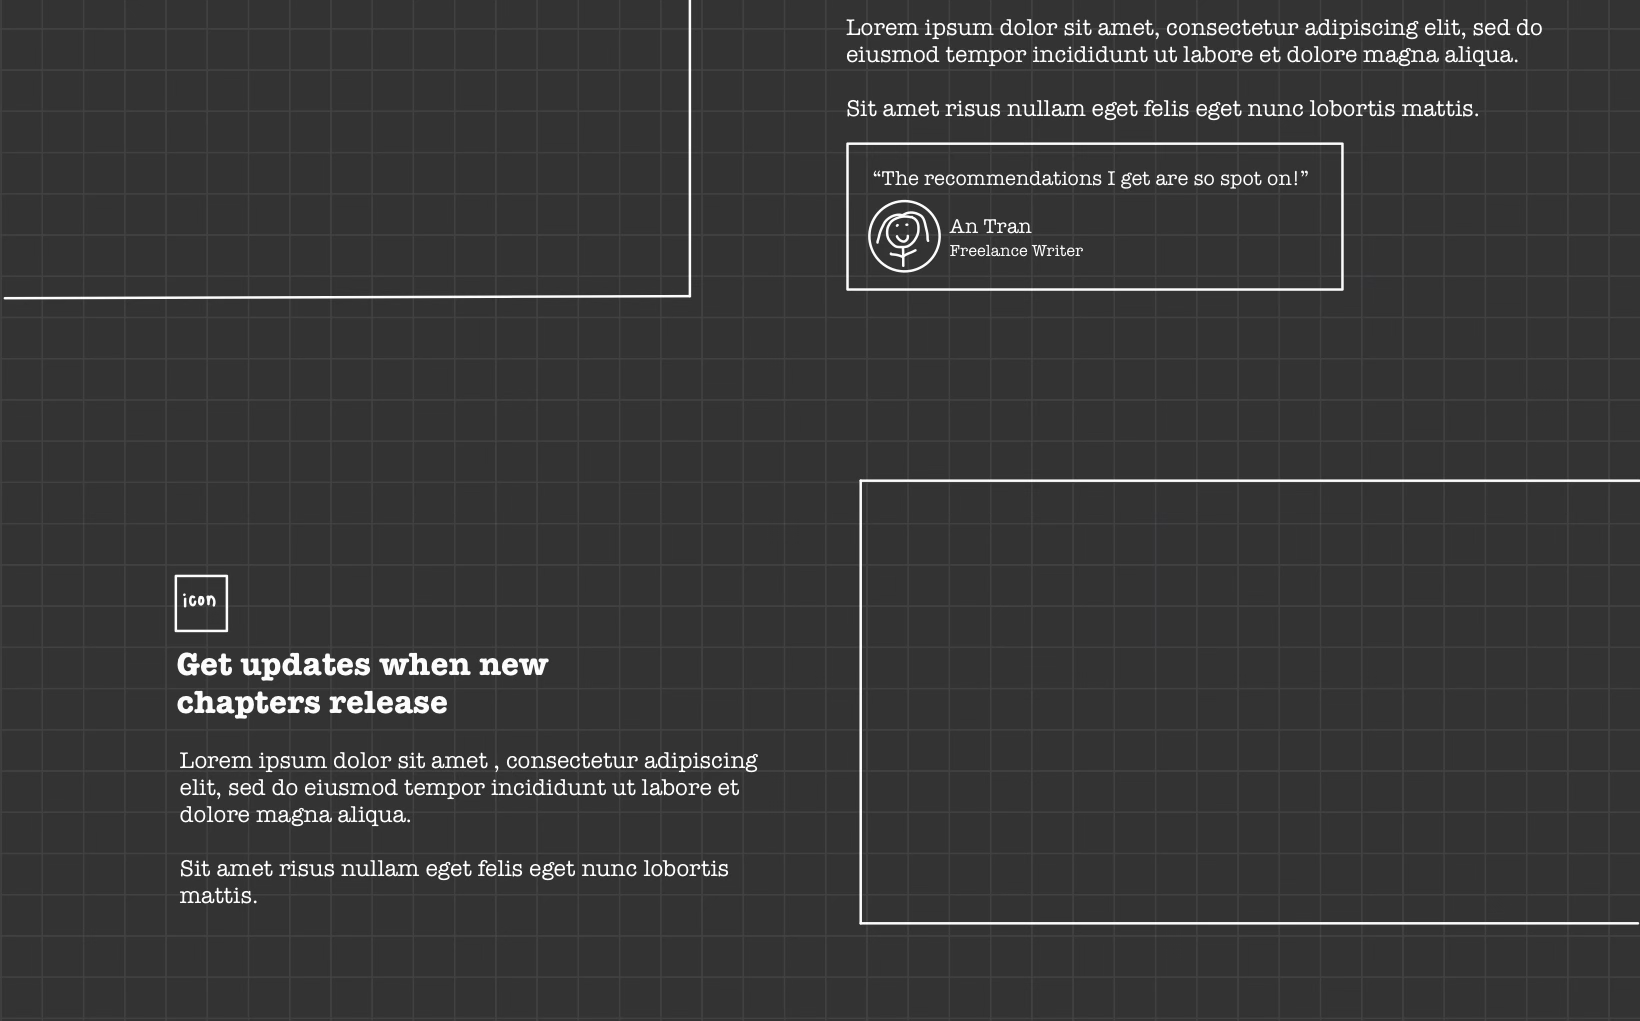 Lorem ipsum dolor sit amet, consectetur adipiscing elit, sed do
eiusmod tempor incididunt ut labore et dolore magna aliqua.
Sit amet risus nullam eget felis eget nunc lobortis mattis.
“The recommendations I get are so spot on!”
An Tran
Freelance Writer
icon
Get updates when new
chapters release
Lorem ipsum dolor sit amet , consectetur adipiscing
elit, sed do eiusmod tempor incididunt ut labore et
dolore magna aliqua.
Sit amet risus nullam eget felis eget nunc lobortis
mattis.